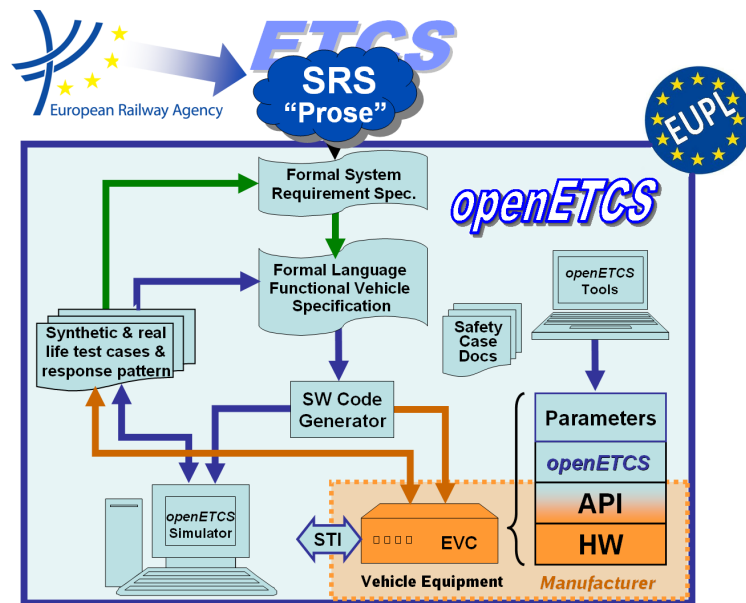 ETCS
SRS
“Prose”
European Railway Agency
EUPL
Formal System
Requirement Spec.
openETCS
Formal Language
Functional Vehicle
Specification
openETCS
Tools
Synthetic & real
life test cases &
response pattern
Safety
Case
Docs
SW Code
Generator
Parameters
openETCS
API
HW
openETCS
Simulator
STI
EVC
Vehicle Equipment
Manufacturer